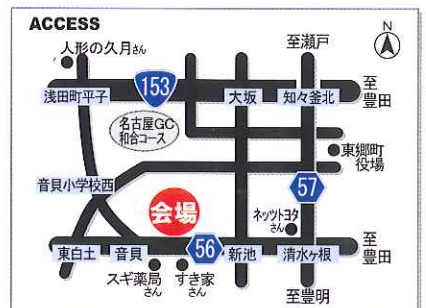 ACCESS
N
人形の久月さん
至瀬戸
153
浅田町平子
大坂
知々釜北
至
豊田
名古屋GC
和合コース
東郷町
役場
音貝小学校西
57
会場
ネッツトヨタ
さん
東白土
音貝
56
新池
清水ヶ根
至
豊田
スギ薬局
さん
すき家
さん
至豊明